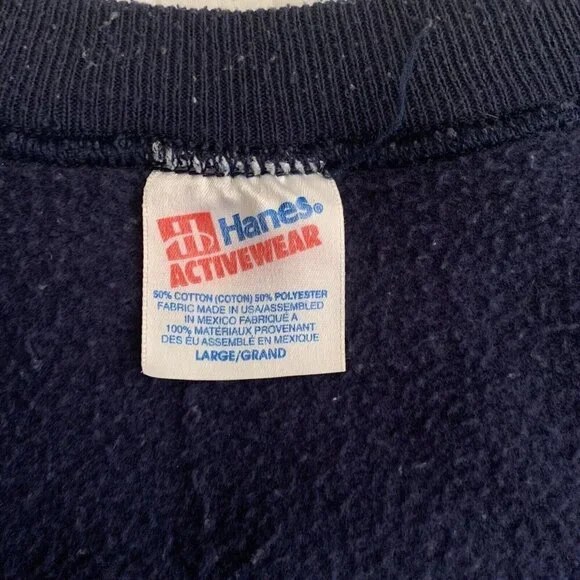 Hanes®
ACTIVEWEAR
50% COTTON (COTON) 50% POLYESTER
FABRIC MADE IN USA/ASSEMBLED
IN MEXICO FABRIQUÉ A
100% MATÉRIAUX PROVENANT
DES ÉU ASSEMBLÉ EN MEXIQUE
LARGE/GRAND